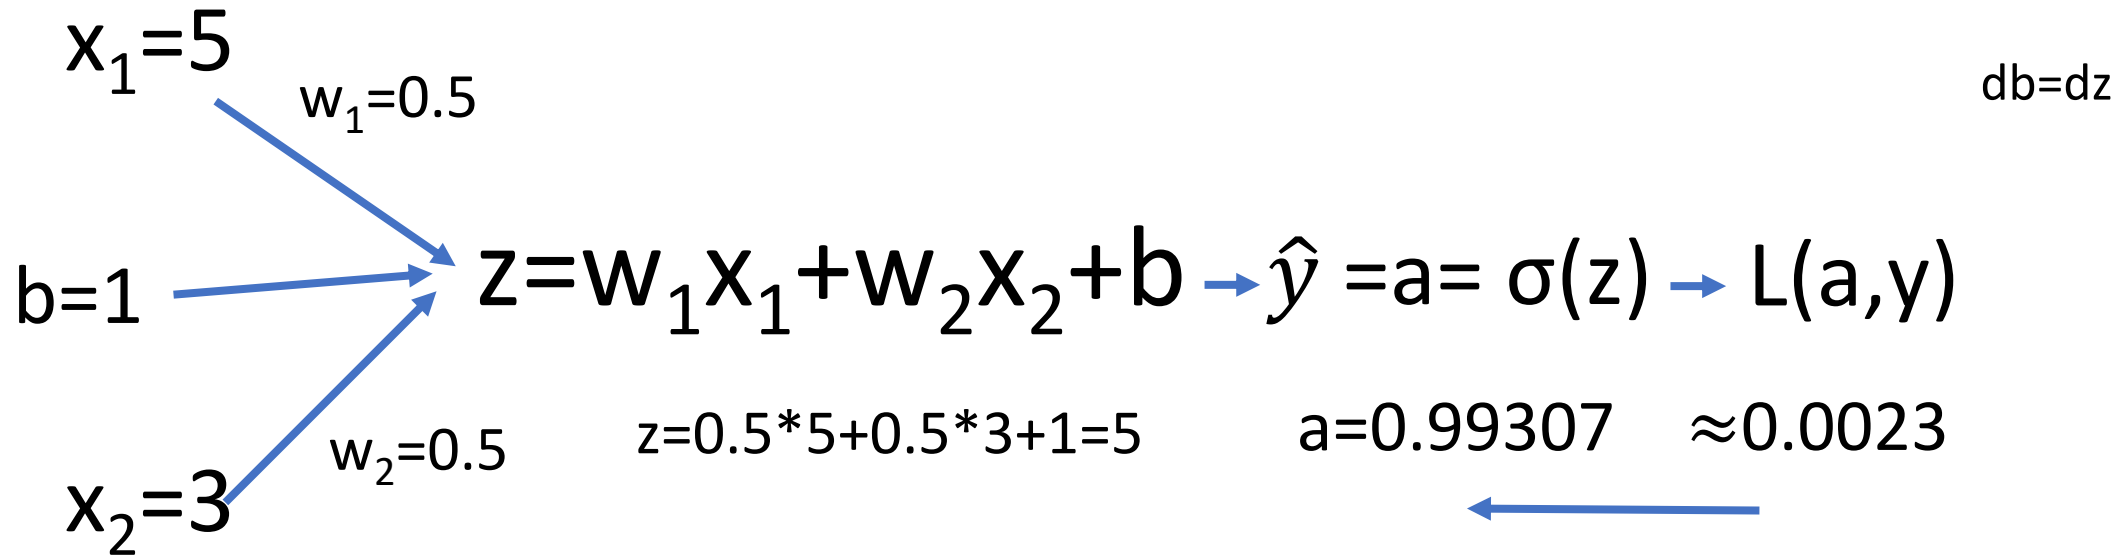 x₁=5
w₁=0.5
db=dz
b=1
z=w₁x₁+w₂x₂+b
ŷ =a= σ(z)
L(a,y)
w₂=0.5
z=0.5*5+0.5*3+1=5
a=0.99307
≈0.0023
x₂=3